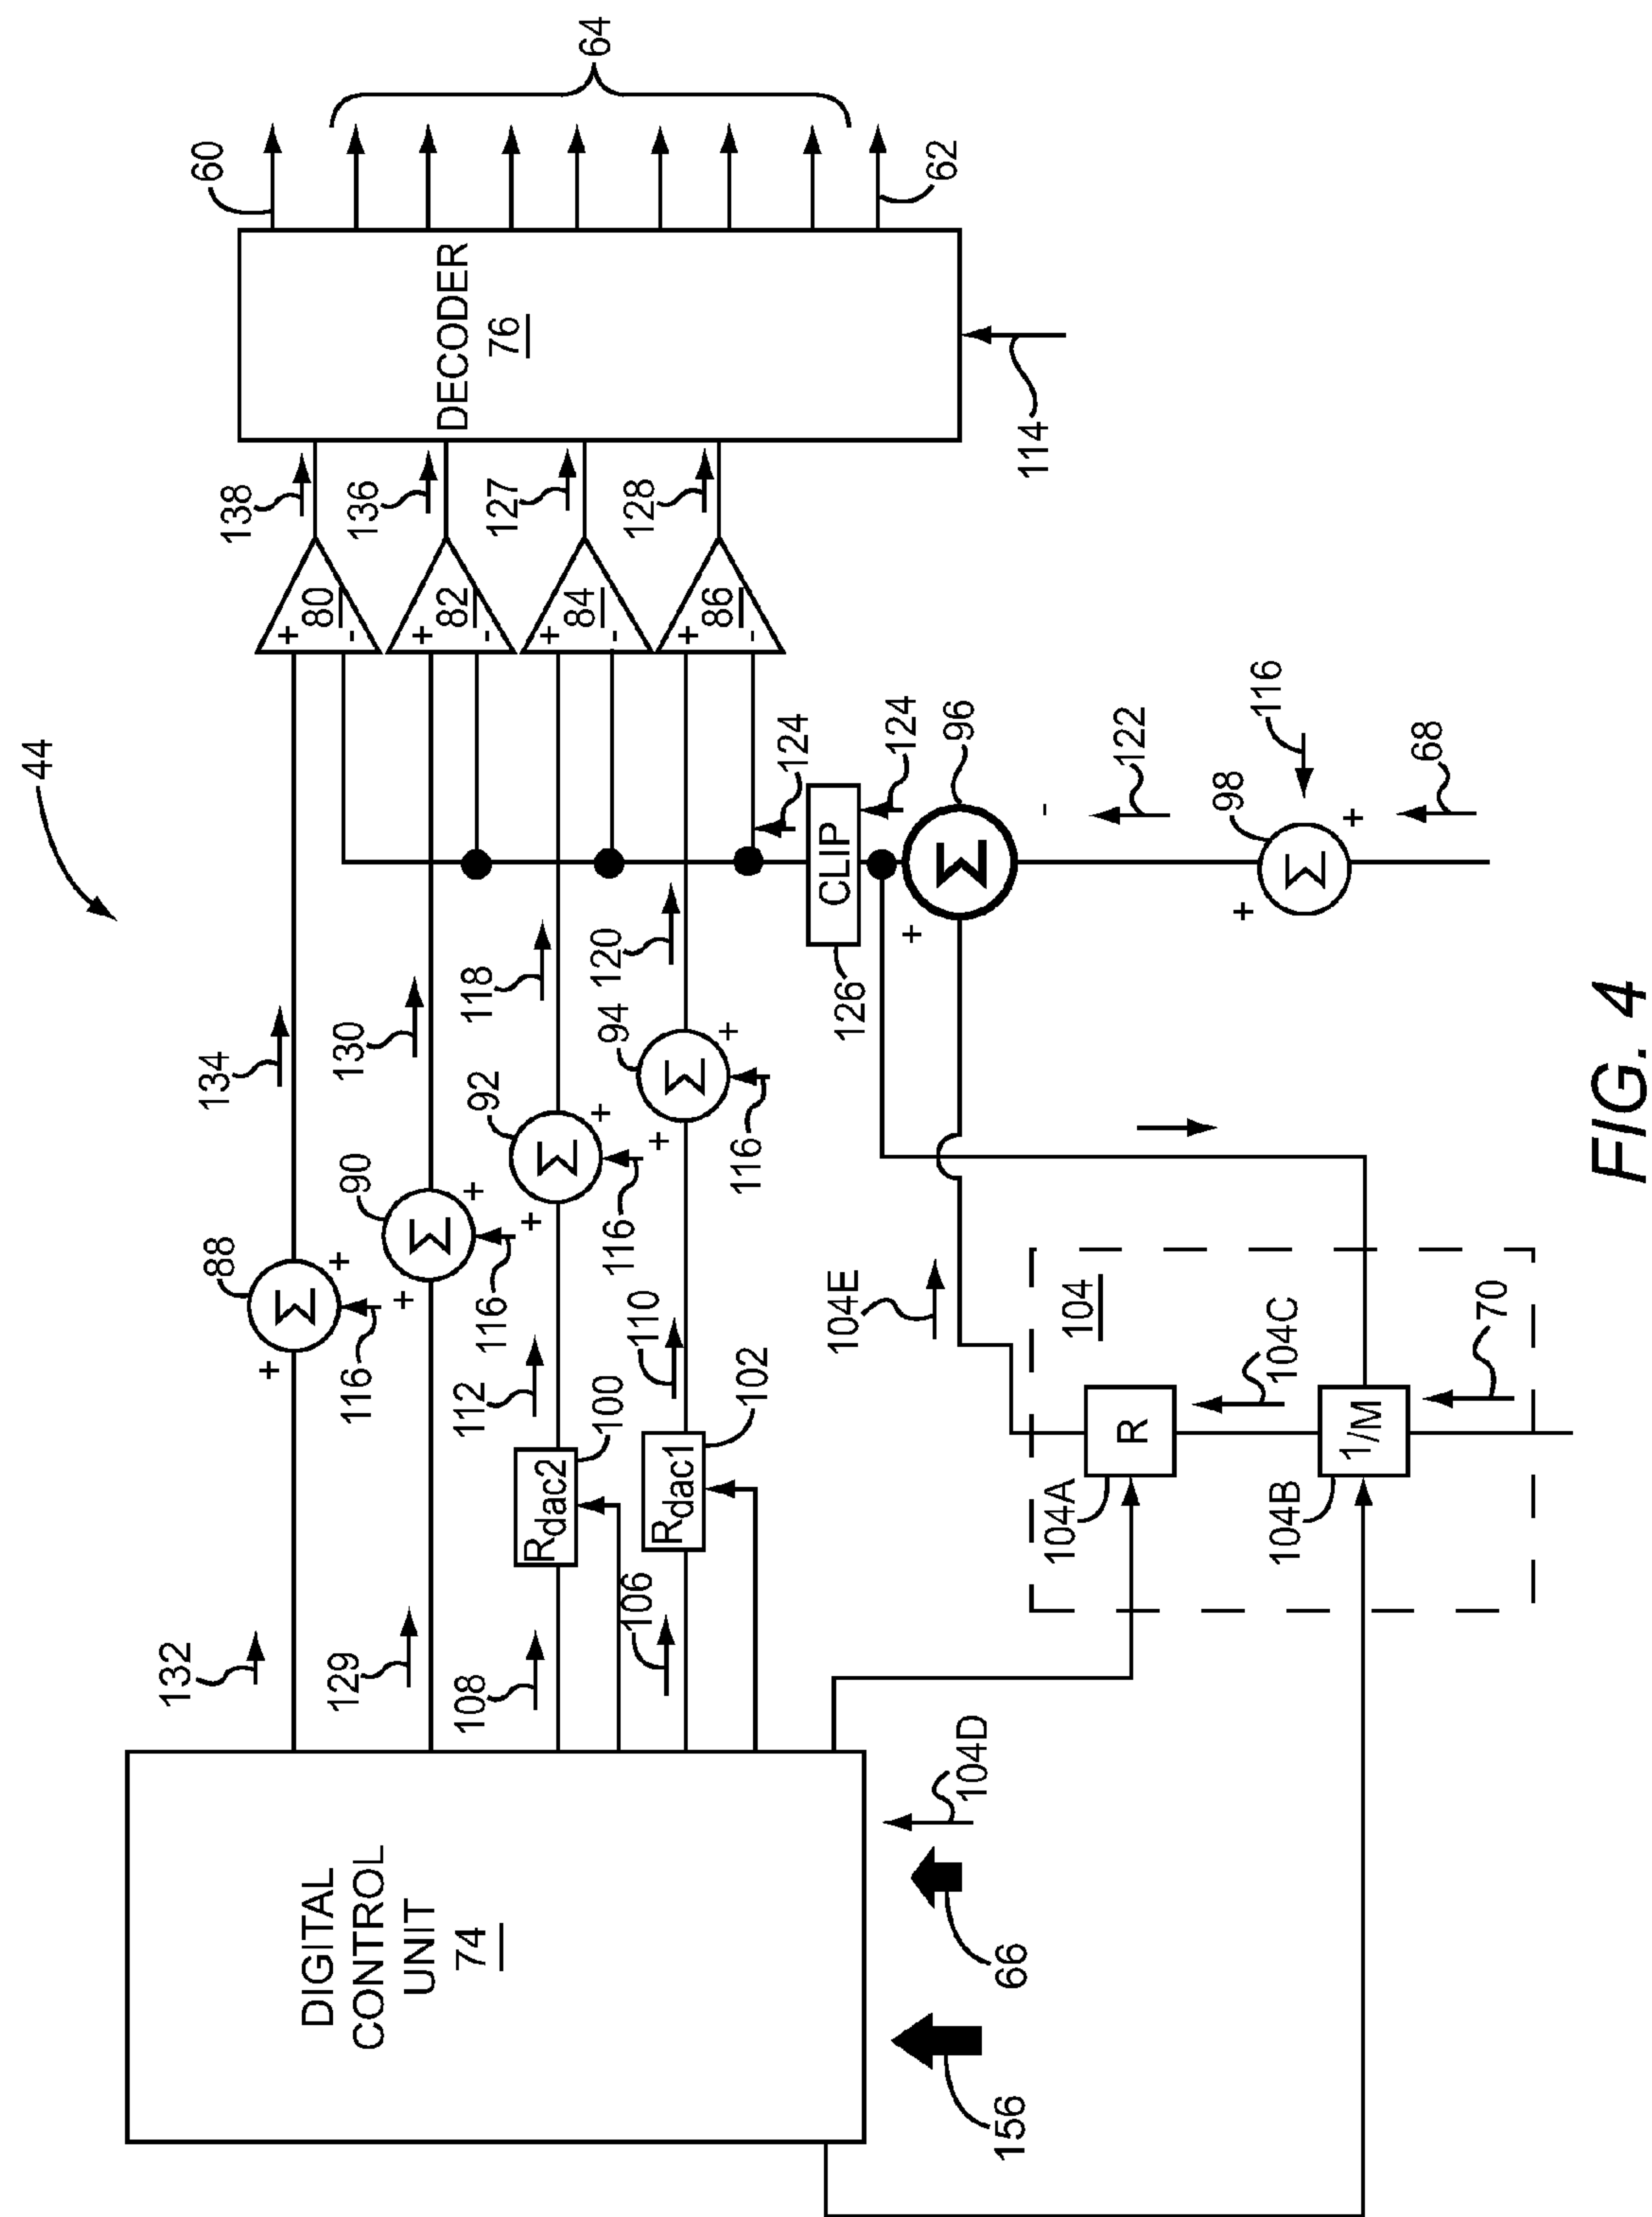 44
60
64
62
DECODER
76
114
138
136
127
128
+ 80 -
+ 82 -
+ 84 -
+ 86 -
134
130
118
120
124
124
CLIP
126
96
Σ
+
-
122
116
98
Σ
+
+
68
88
Σ
+
+
116
90
Σ
+
+
116
92
Σ
+
+
116
94
Σ
+
+
116
112
110
100
Rdac2
102
Rdac1
132
129
108
106
DIGITAL
CONTROL
UNIT
74
104D
66
156
104E
104
R
104A
104C
1/M
104B
70
FIG. 4